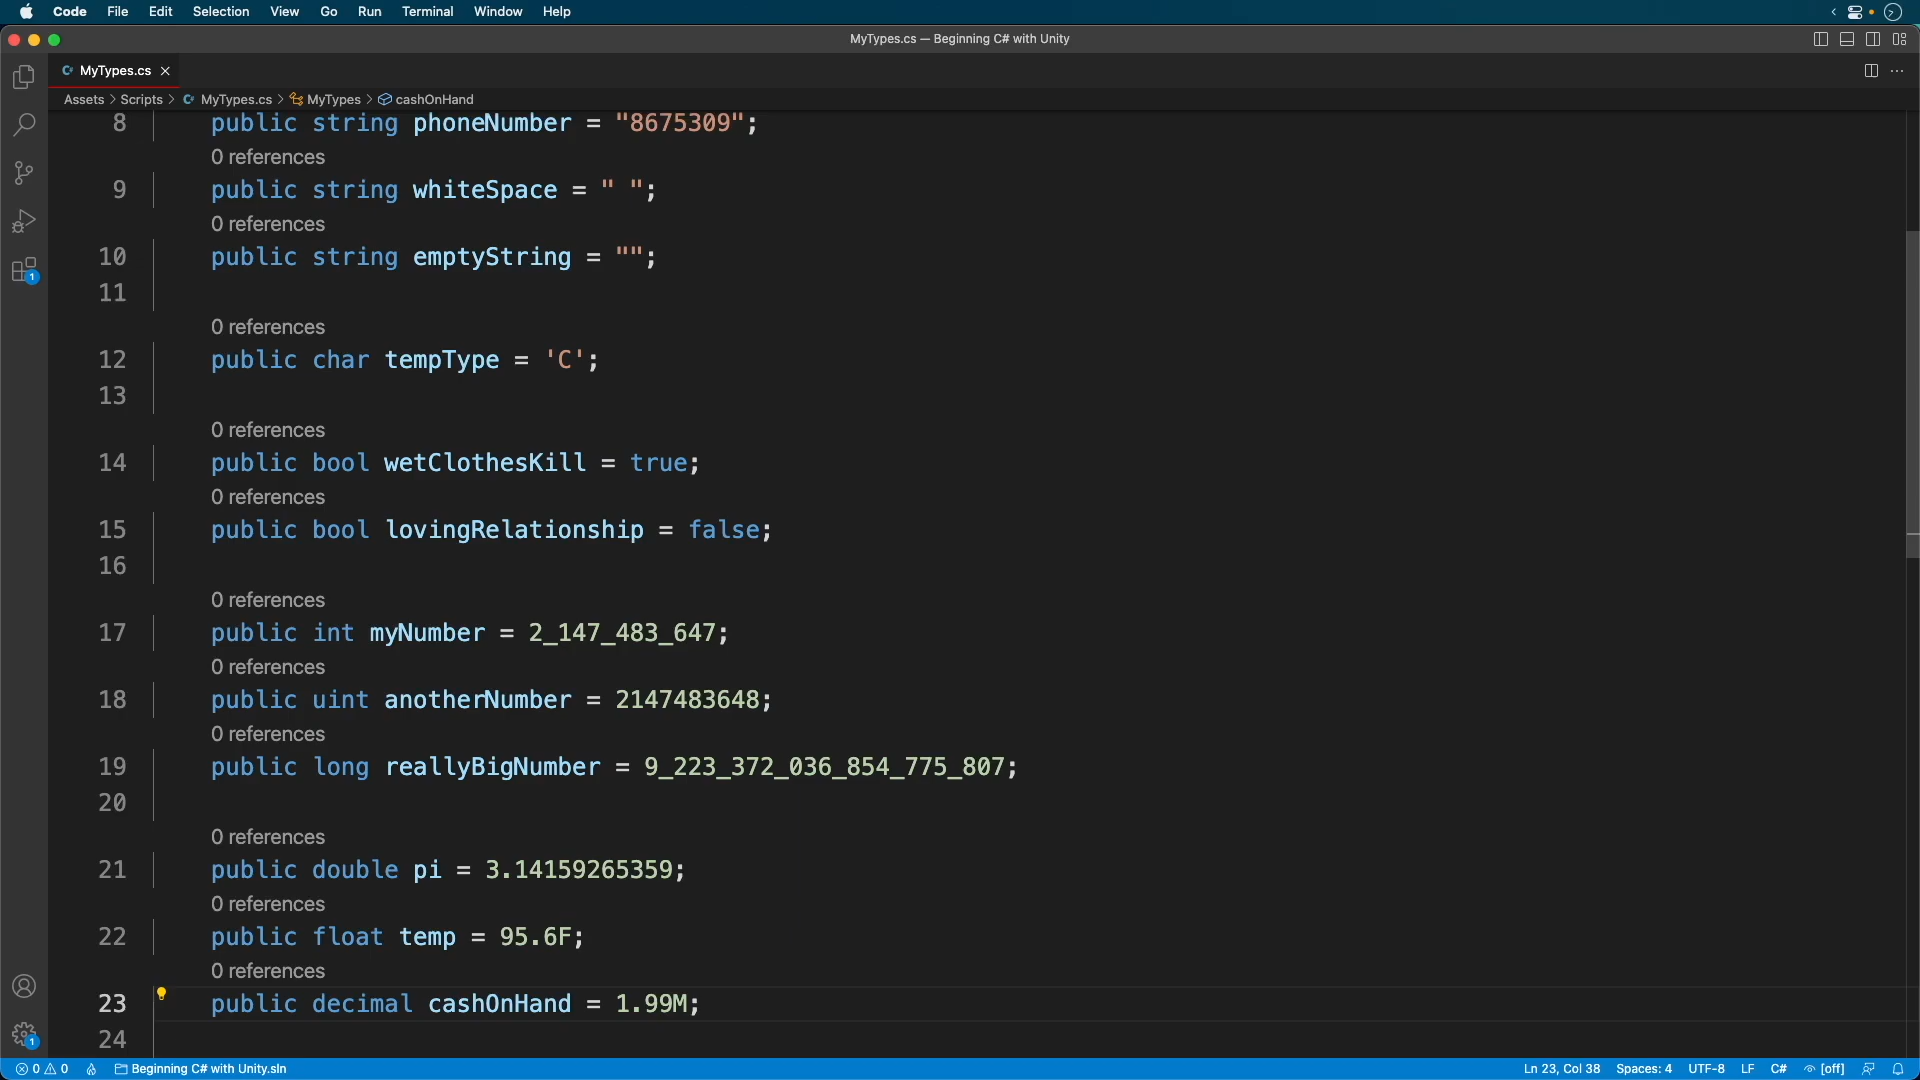 Code File Edit Selection View Go Run Terminal Window Help
MyTypes.cs — Beginning C# with Unity
MyTypes.cs
Assets > Scripts > MyTypes.cs > MyTypes > cashOnHand
8 public string phoneNumber = "8675309";
0 references
9 public string whiteSpace = " ";
0 references
10 public string emptyString = "";
11
0 references
12 public char tempType = 'C';
13
0 references
14 public bool wetClothesKill = true;
0 references
15 public bool lovingRelationship = false;
16
0 references
17 public int myNumber = 2_147_483_647;
0 references
18 public uint anotherNumber = 2147483648;
0 references
19 public long reallyBigNumber = 9_223_372_036_854_775_807;
20
0 references
21 public double pi = 3.14159265359;
0 references
22 public float temp = 95.6F;
0 references
23 public decimal cashOnHand = 1.99M;
24
1
1
0 0 Beginning C# with Unity.sln Ln 23, Col 38 Spaces: 4 UTF-8 LF C# [off]